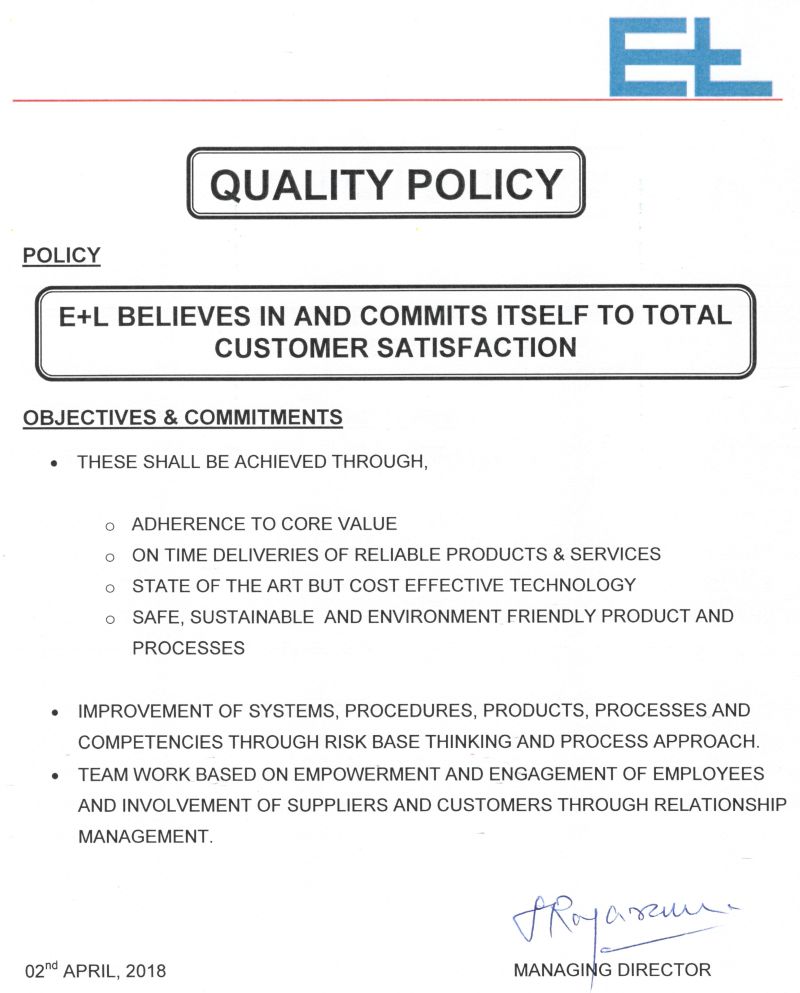 E+L
QUALITY POLICY
POLICY
E+L BELIEVES IN AND COMMITS ITSELF TO TOTAL
CUSTOMER SATISFACTION
OBJECTIVES & COMMITMENTS
• THESE SHALL BE ACHIEVED THROUGH,
o ADHERENCE TO CORE VALUE
o ON TIME DELIVERIES OF RELIABLE PRODUCTS & SERVICES
o STATE OF THE ART BUT COST EFFECTIVE TECHNOLOGY
o SAFE, SUSTAINABLE AND ENVIRONMENT FRIENDLY PRODUCT AND
PROCESSES
• IMPROVEMENT OF SYSTEMS, PROCEDURES, PRODUCTS, PROCESSES AND
COMPETENCIES THROUGH RISK BASE THINKING AND PROCESS APPROACH.
• TEAM WORK BASED ON EMPOWERMENT AND ENGAGEMENT OF EMPLOYEES
AND INVOLVEMENT OF SUPPLIERS AND CUSTOMERS THROUGH RELATIONSHIP
MANAGEMENT.
02nd APRIL, 2018
MANAGING DIRECTOR